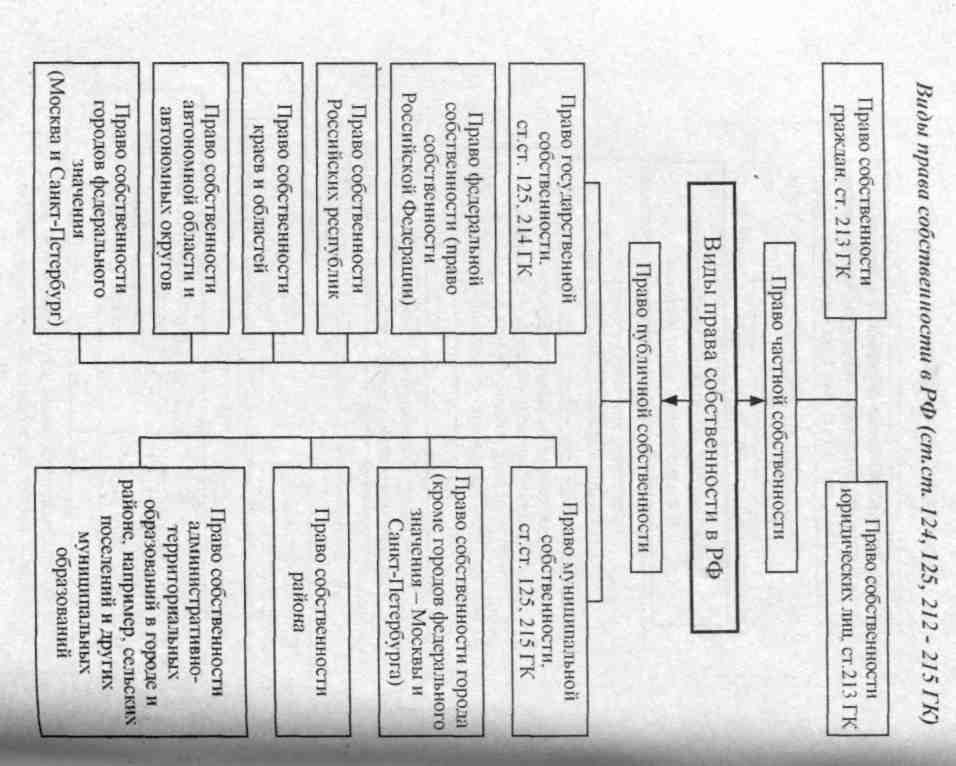 Виды права собственности в РФ (ст.ст. 124, 125, 212 - 215 ГК)
Право собственности
граждан. ст. 213 ГК
Право собственности
юридических лиц, ст.213 ГК
Право частной собственности
Виды права собственности в РФ
Право публичной собственности
Право государственной
собственности.
ст.ст. 125, 214 ГК
Право федеральной
собственности (право
собственности
Российской Федерации)
Право собственности
Российских республик
Право собственности
краев и областей
Право собственности
автономной области и
автономных округов
Право собственности
городов федерального
значения
(Москва и Санкт-Петербург)
Право муниципальной
собственности,
ст.ст. 125, 215 ГК
Право собственности города
(кроме городов федерального
значения – Москвы и
Санкт-Петербурга)
Право собственности
района
Право собственности
административно-
территориальных
образований в городе и
районе, например, сельских
поселений и других
муниципальных
образований